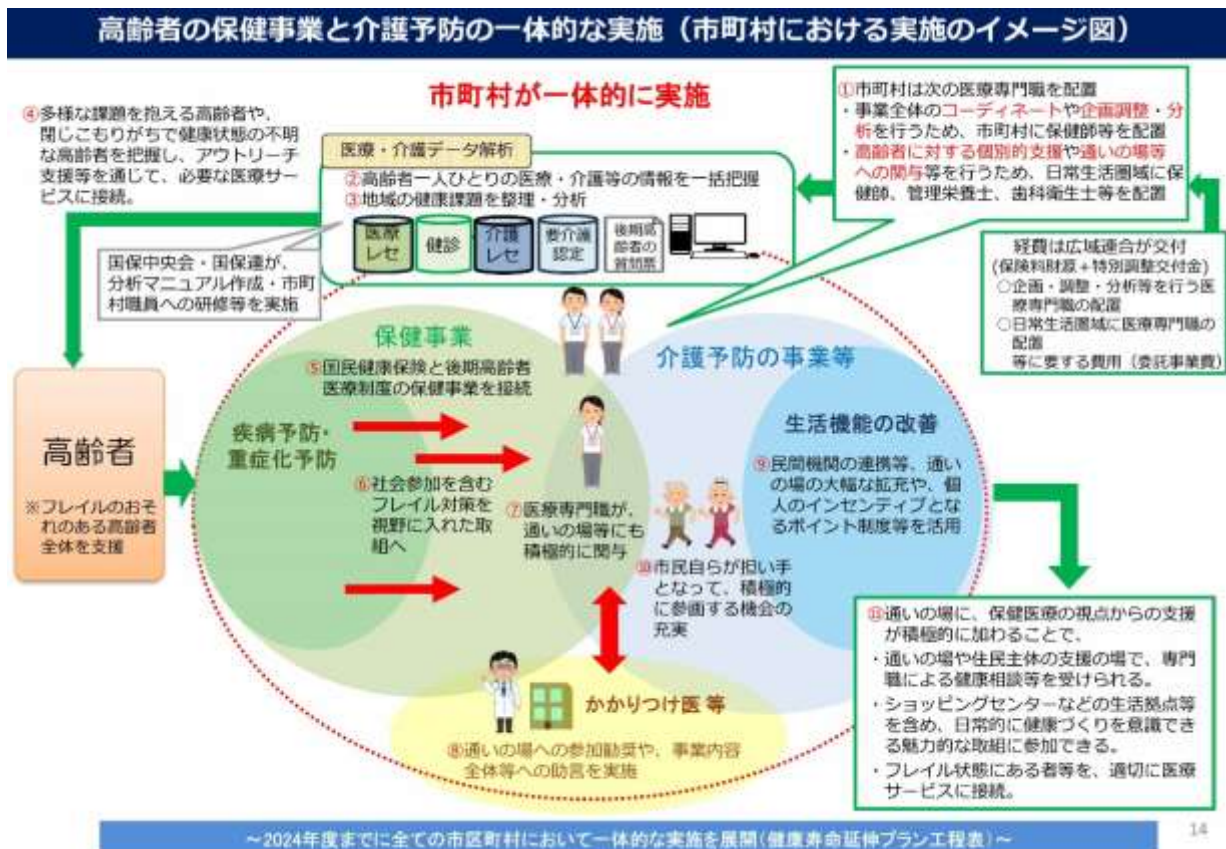 高齢者の保健事業と介護予防の一体的な実施（市町村における実施のイメージ図）
市町村が一体的に実施
①市町村は次の医療専門職を配置
・事業全体のコーディネートや企画調整・分
析を行うため、市町村に保健師等を配置
・高齢者に対する個別的支援や通いの場等
への関与等を行うため、日常生活圏域に保
健師、管理栄養士、歯科衛生士等を配置
④多様な課題を抱える高齢者や、
閉じこもりがちで健康状態の不明
な高齢者を把握し、アウトリーチ
支援等を通じて、必要な医療サー
ビスに接続。
医療・介護データ解析
②高齢者一人ひとりの医療・介護等の情報を一括把握
③地域の健康課題を整理・分析
医療
レセ
健診
介護
レセ
要介護
認定
後期高
齢者の
質問票
国保中央会・国保連が、
分析マニュアル作成・市町
村職員への研修等を実施
経費は広域連合が交付
(保険料財源＋特別調整交付金)
○企画・調整・分析等を行う医
療専門職の配置
○日常生活圏域に医療専門職の
配置
等に要する費用（委託事業費）
保健事業
⑤国民健康保険と後期高齢者
医療制度の保健事業を接続
介護予防の事業等
高齢者
※フレイルのおそ
れのある高齢者
全体を支援
疾病予防・
重症化予防
生活機能の改善
⑥社会参加を含む
フレイル対策を
視野に入れた取
組へ
⑦医療専門職が、
通いの場等にも
積極的に関与
⑨民間機関の連携等、通い
の場の大幅な拡充や、個
人のインセンティブとな
るポイント制度等を活用
⑩市民自らが担い手
となって、積極的
に参画する機会の
充実
かかりつけ医 等
⑧通いの場への参加勧奨や、事業内容
全体等への助言を実施
⑪通いの場に、保健医療の視点からの支援
が積極的に加わることで、
・通いの場や住民主体の支援の場で、専門
職による健康相談等を受けられる。
・ショッピングセンターなどの生活拠点等
を含め、日常的に健康づくりを意識でき
る魅力的な取組に参加できる。
・フレイル状態にある者等を、適切に医療
サービスに接続。
～2024年度までに全ての市区町村において一体的な実施を展開（健康寿命延伸プラン工程表）～
14